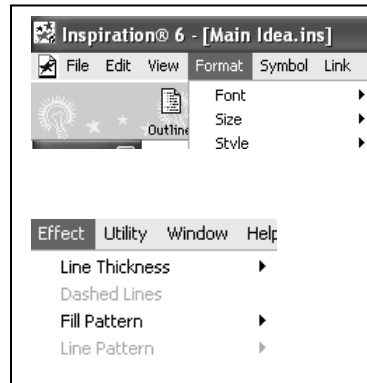 Inspiration® 6 - [Main Idea.ins]
File Edit View Format Symbol Link
Font
Outline
Size
Style
Effect Utility Window Help
Line Thickness
Dashed Lines
Fill Pattern
Line Pattern